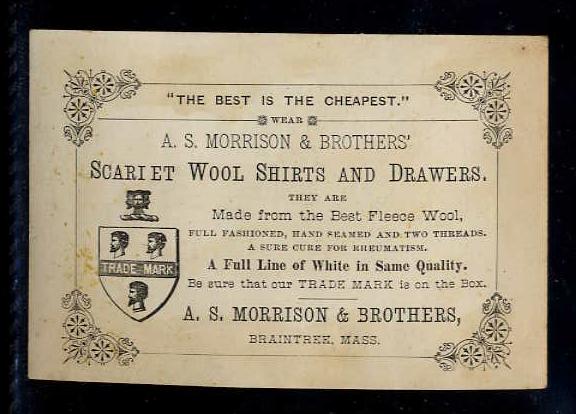 "THE BEST IS THE CHEAPEST."
WEAR
A. S. MORRISON & BROTHERS'
SCARLET WOOL SHIRTS AND DRAWERS.
THEY ARE
Made from the Best Fleece Wool,
FULL FASHIONED, HAND SEAMED AND TWO THREADS.
A SURE CURE FOR RHEUMATISM.
A Full Line of White in Same Quality.
Be sure that our TRADE MARK is on the Box.
TRADE MARK
A. S. MORRISON & BROTHERS,
BRAINTREE, MASS.